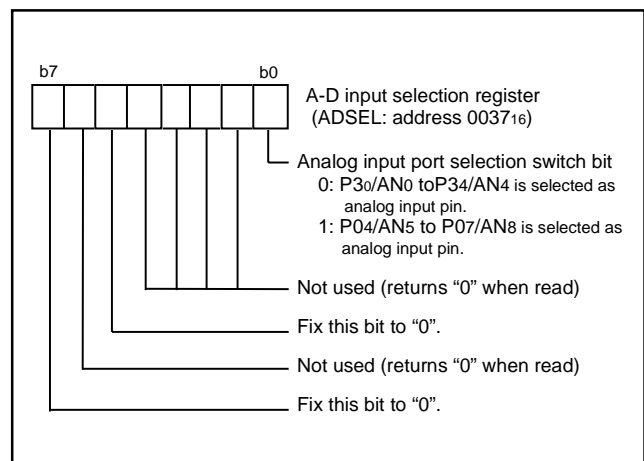 b7 b0
A-D input selection register
(ADSEL: address 0037₁₆)
Analog input port selection switch bit
0: P3₀/AN₀ toP3₄/AN₄ is selected as
analog input pin.
1: P0₄/AN₅ to P0₇/AN₈ is selected as
analog input pin.
Not used (returns “0” when read)
Fix this bit to “0”.
Not used (returns “0” when read)
Fix this bit to “0”.